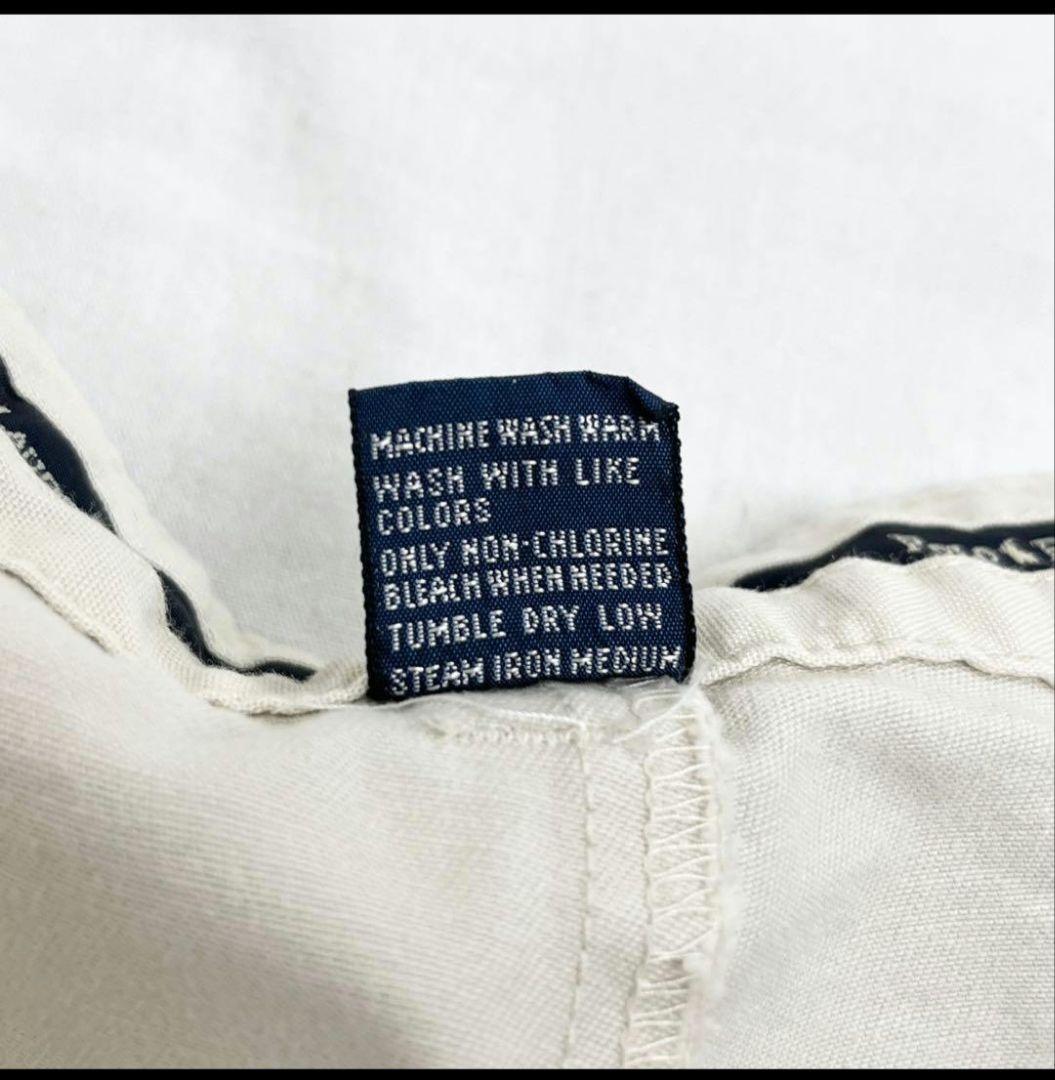 MACHINE WASH WARM
WASH WITH LIKE
COLORS
ONLY NON-CHLORINE
BLEACH WHEN NEEDED
TUMBLE DRY LOW
STEAM IRON MEDIUM